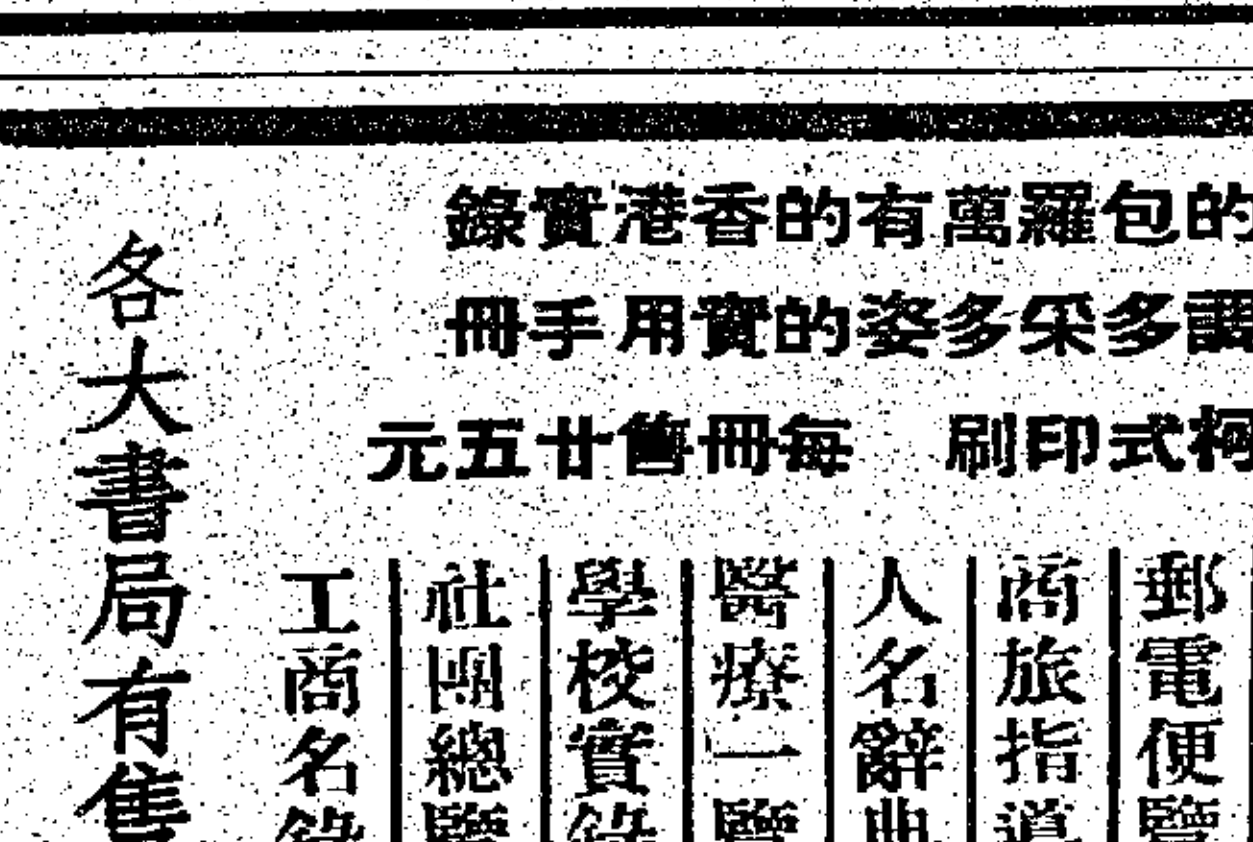 的包羅萬有的香港實錄
多采多姿的實用手冊
柯式印刷 每冊售廿五元
郵電便覽
商旅指導
人名辭典
醫療一覽
學校實錄
社團總覽
工商名錄
各大書局有售